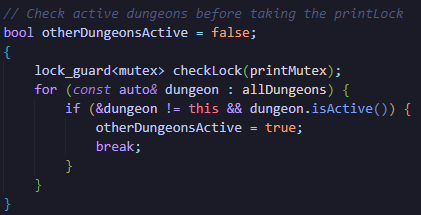 // Check active dungeons before taking the printLock
bool otherDungeonsActive = false;
{
    lock_guard<mutex> checkLock(printMutex);
    for (const auto& dungeon : allDungeons) {
        if (&dungeon != this && dungeon.isActive()) {
            otherDungeonsActive = true;
            break;
        }
    }
}